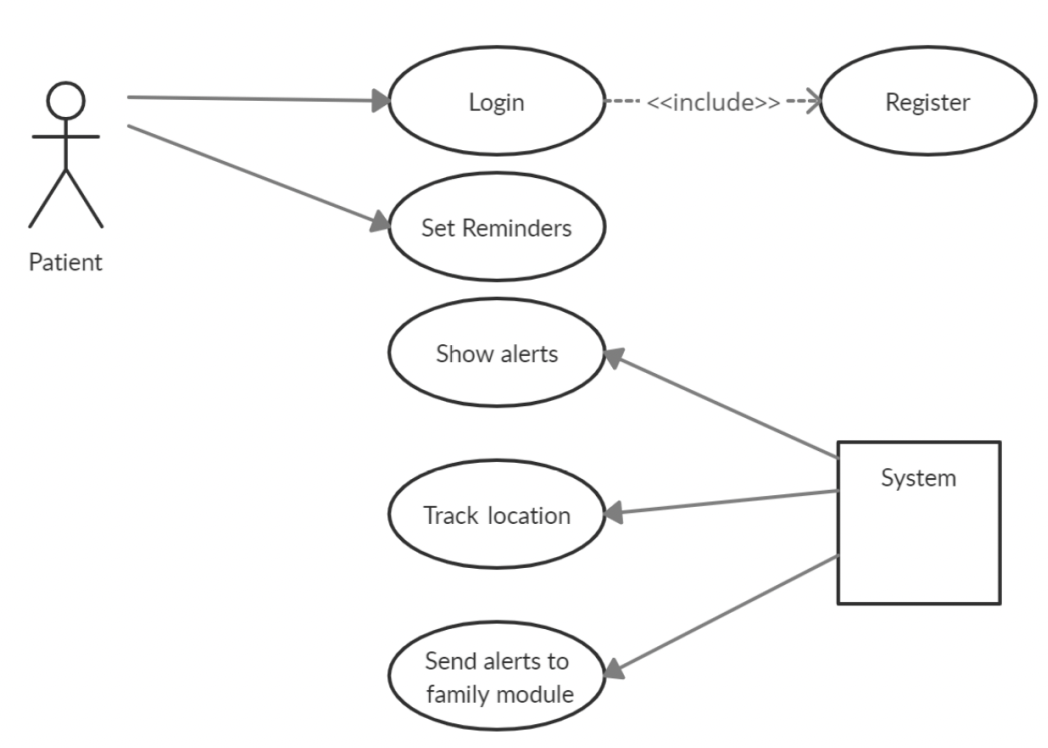 Login
<<include>>
Register
Patient
Set Reminders
Show alerts
Track location
System
Send alerts to
family module